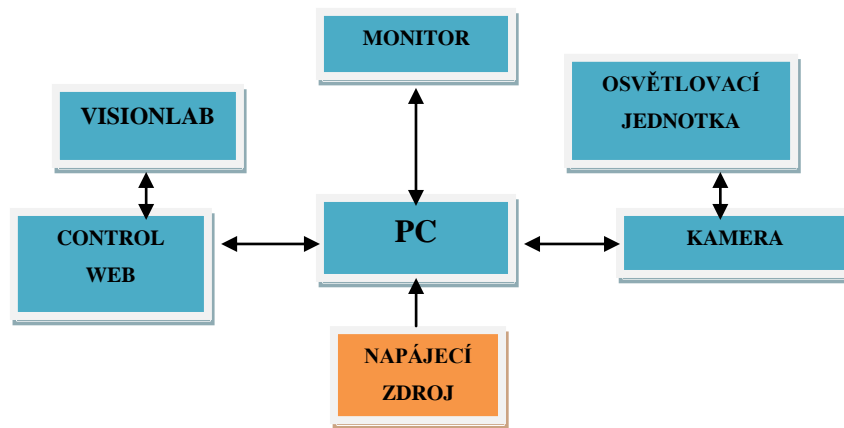 MONITOR
OSVĚTLOVACÍ
JEDNOTKA
VISIONLAB
CONTROL
WEB
PC
KAMERA
NAPÁJECÍ
ZDROJ